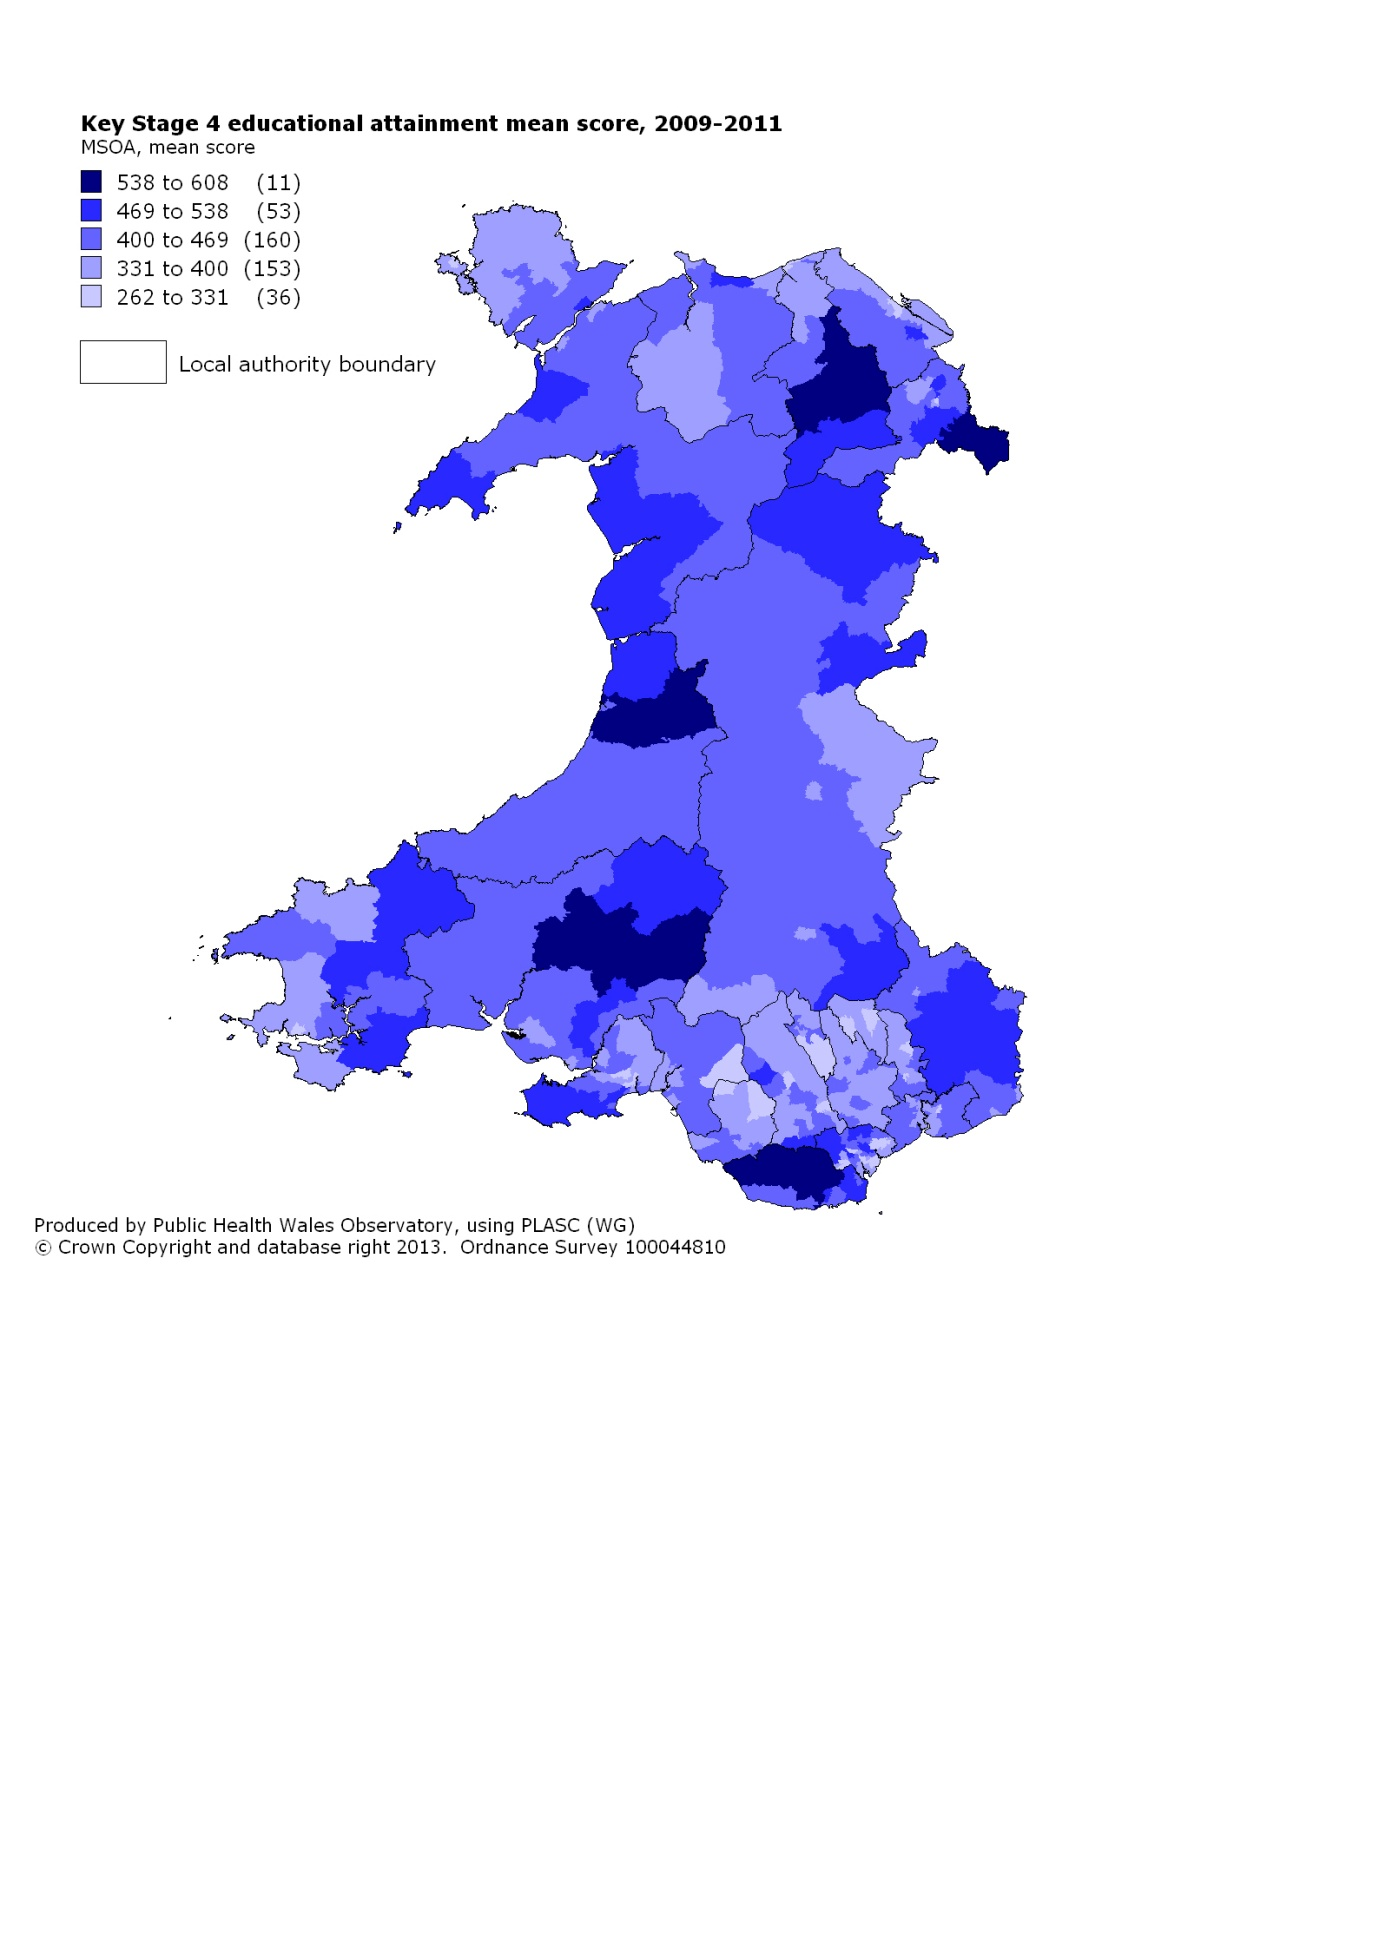 Key Stage 4 educational attainment mean score, 2009-2011
MSOA, mean score
538 to 608 (11)
469 to 538 (53)
400 to 469 (160)
331 to 400 (153)
262 to 331 (36)
Local authority boundary
Produced by Public Health Wales Observatory, using PLASC (WG)
© Crown Copyright and database right 2013. Ordnance Survey 100044810